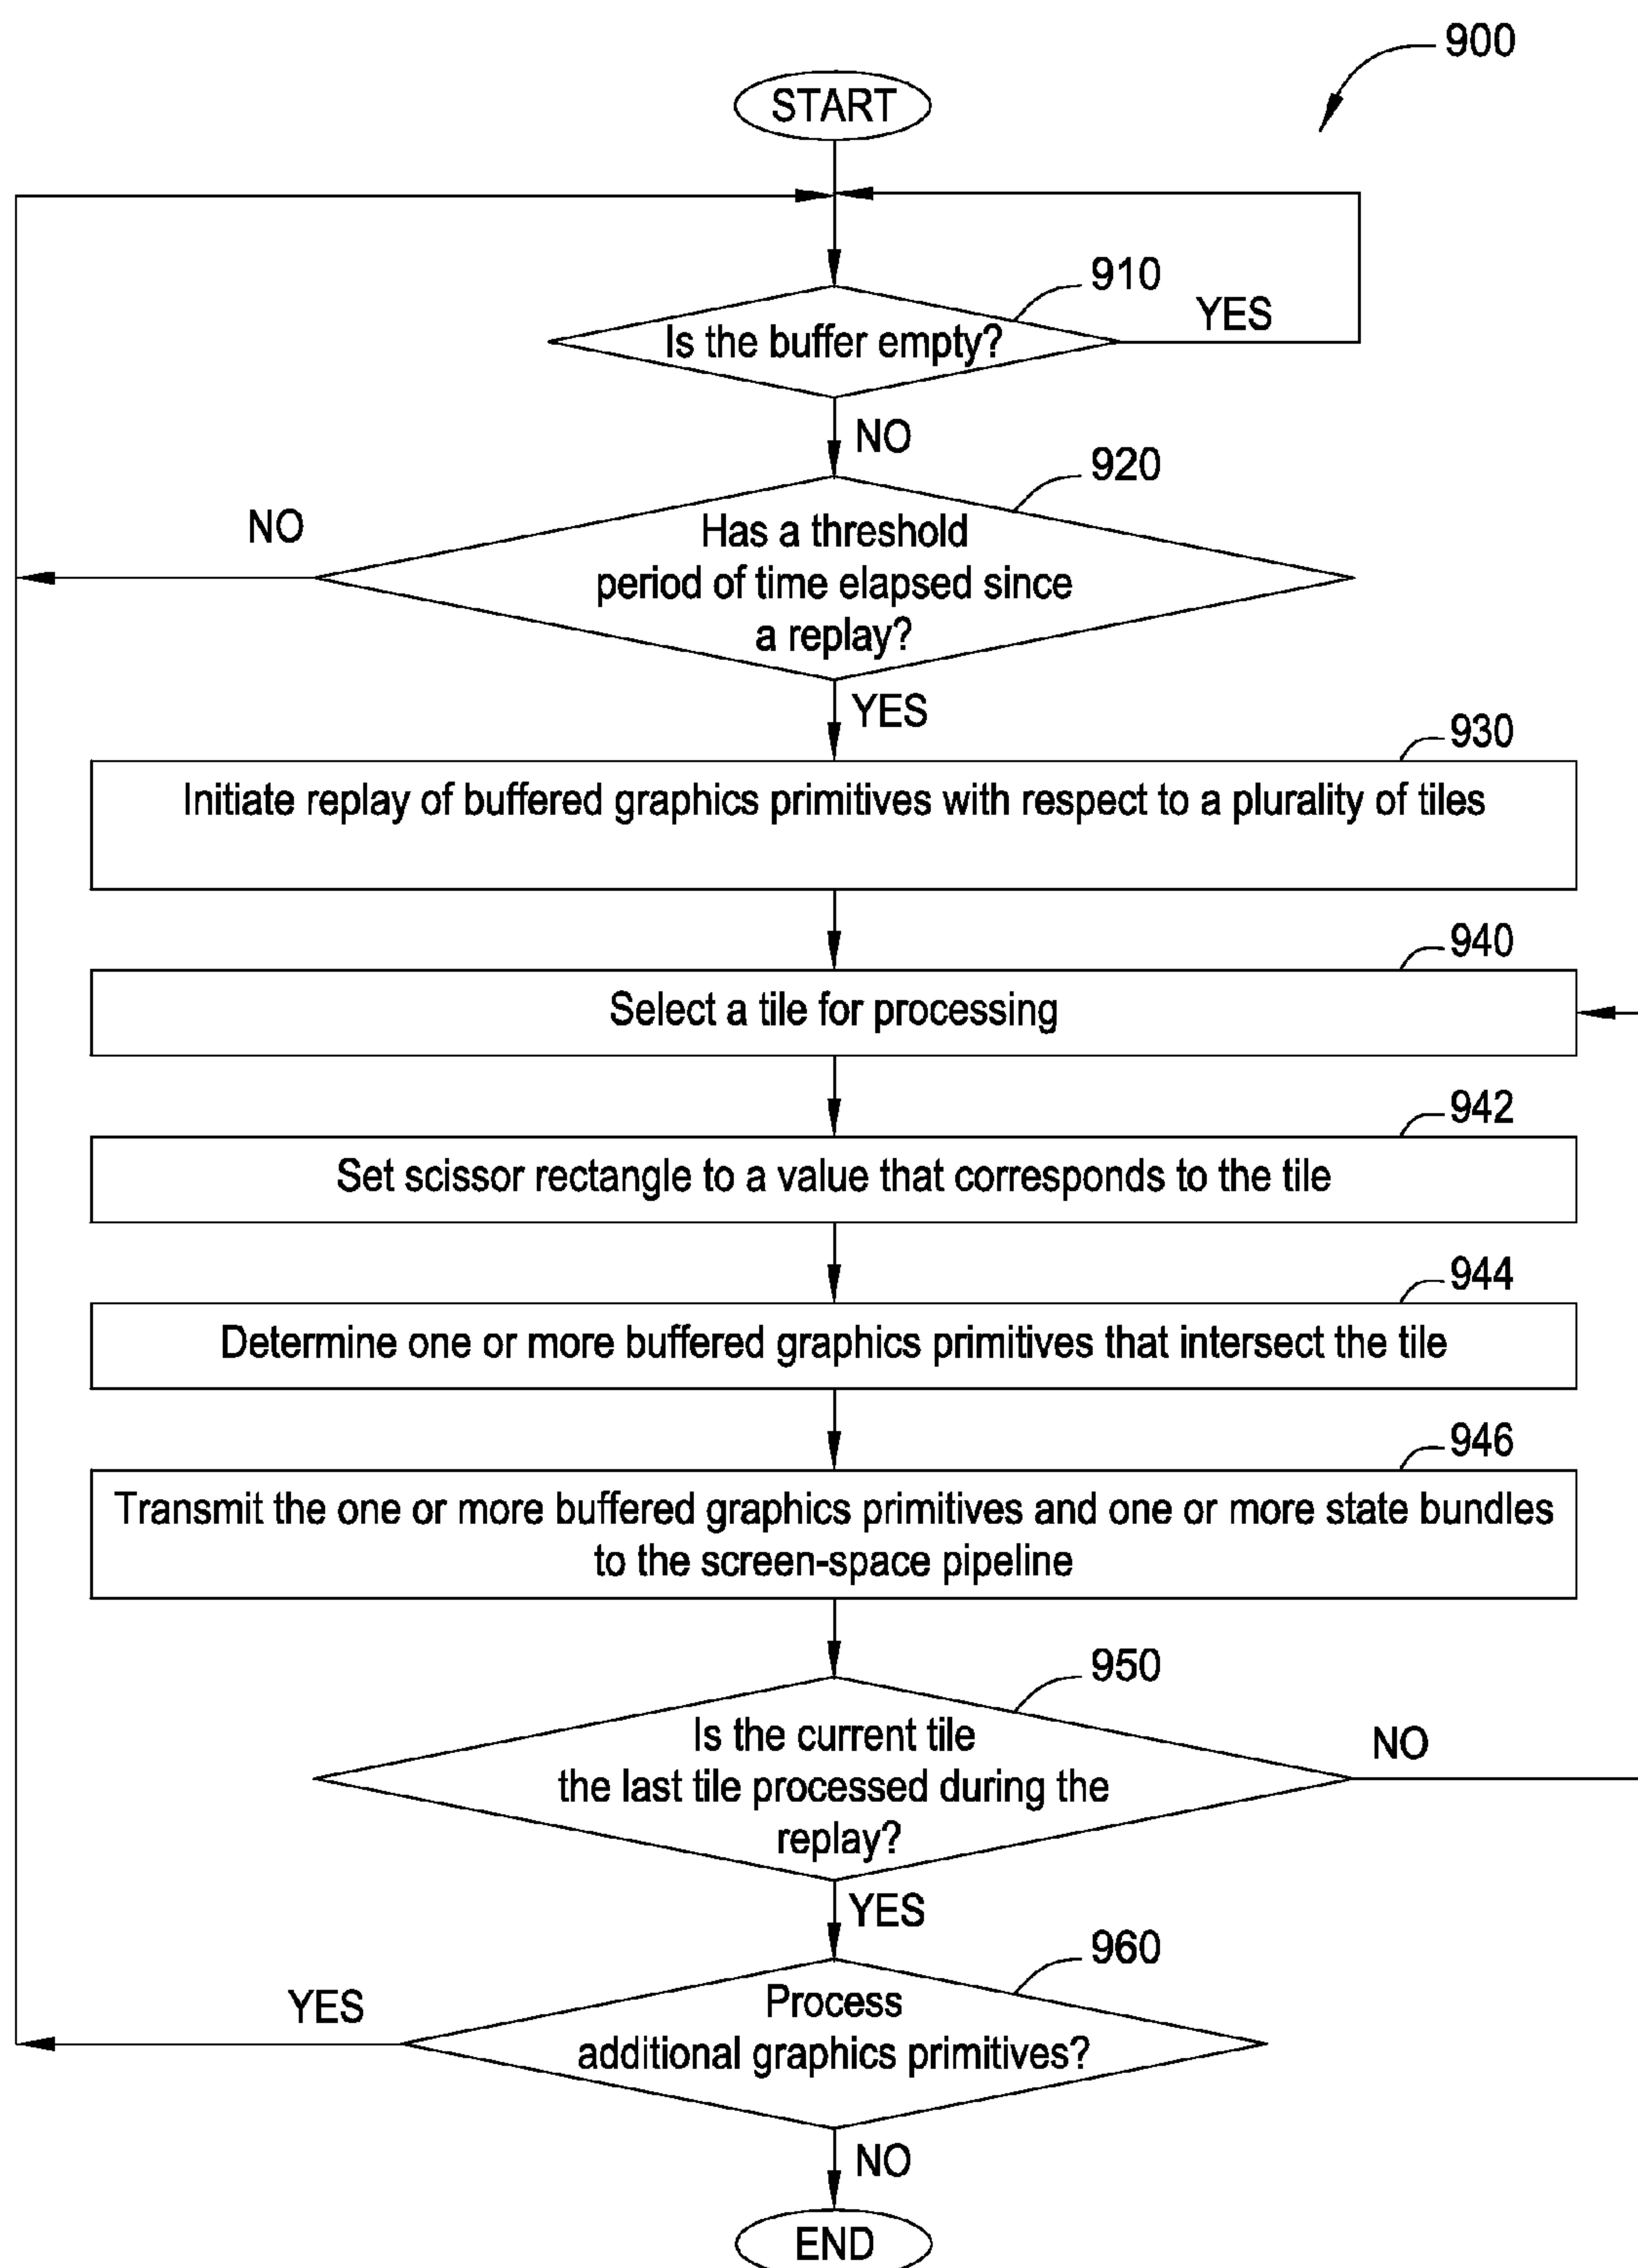 900
START
910
Is the buffer empty?
YES
NO
920
Has a threshold
period of time elapsed since
a replay?
NO
YES
930
Initiate replay of buffered graphics primitives with respect to a plurality of tiles
940
Select a tile for processing
942
Set scissor rectangle to a value that corresponds to the tile
944
Determine one or more buffered graphics primitives that intersect the tile
946
Transmit the one or more buffered graphics primitives and one or more state bundles
to the screen-space pipeline
950
Is the current tile
the last tile processed during the
replay?
NO
YES
960
Process
additional graphics primitives?
YES
NO
END